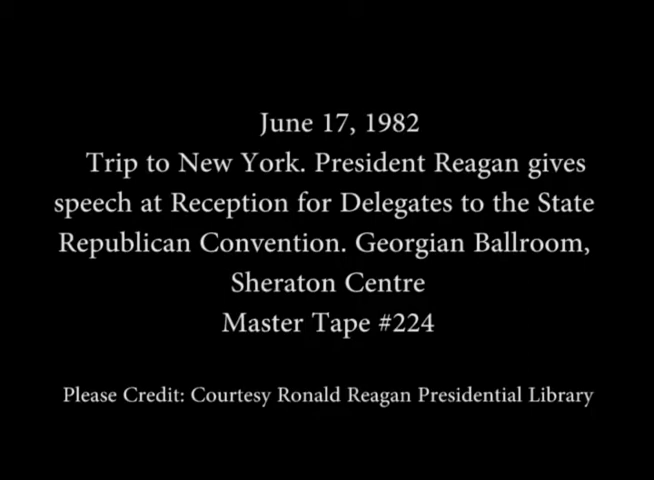 June 17, 1982
Trip to New York. President Reagan gives
speech at Reception for Delegates to the State
Republican Convention. Georgian Ballroom,
Sheraton Centre
Master Tape #224
Please Credit: Courtesy Ronald Reagan Presidential Library